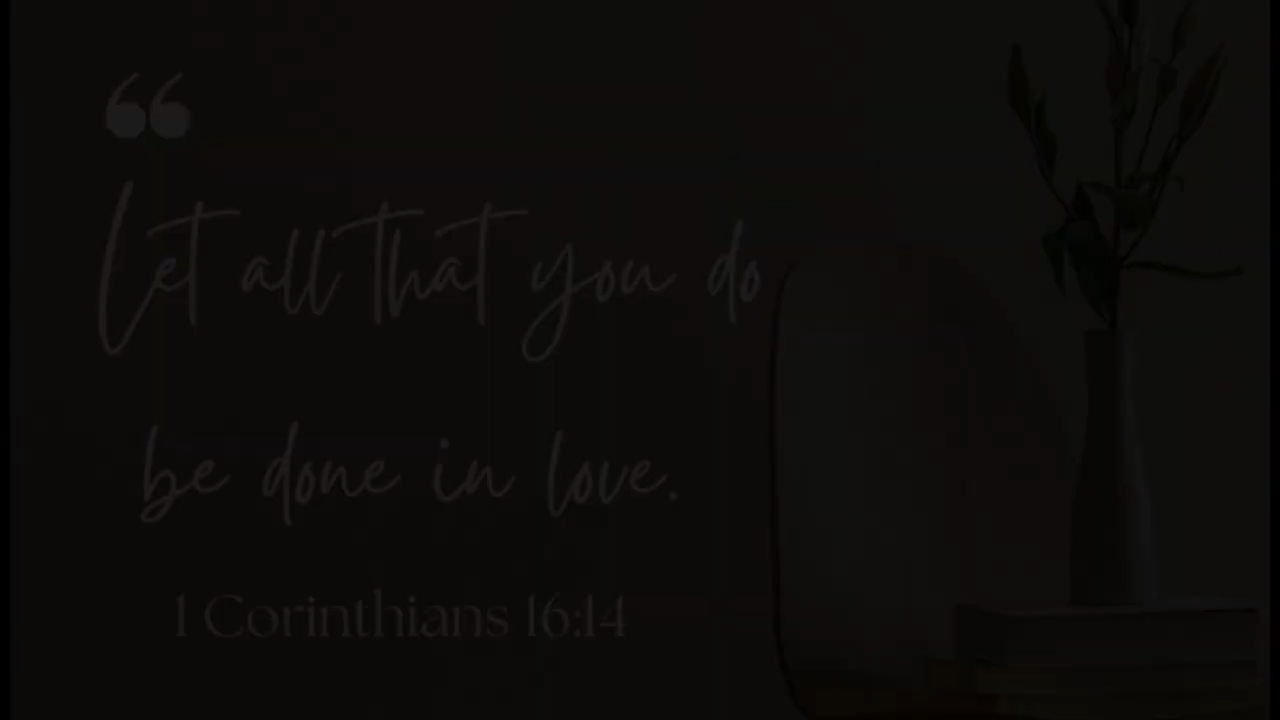 “
Let all that you do
be done in love.
1 Corinthians 16:14